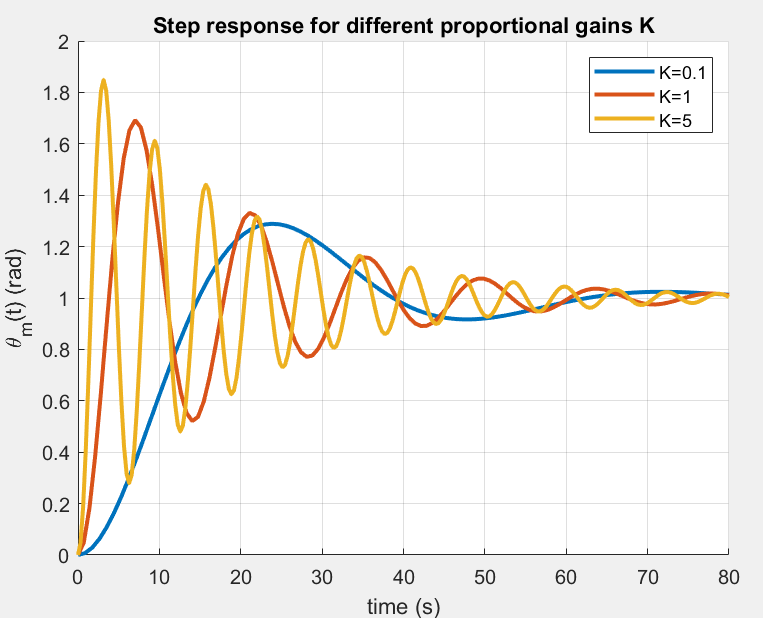 Step response for different proportional gains K
K=0.1
K=1
K=5
θm(t) (rad)
2
1.8
1.6
1.4
1.2
1
0.8
0.6
0.4
0.2
0
0 10 20 30 40 50 60 70 80
time (s)